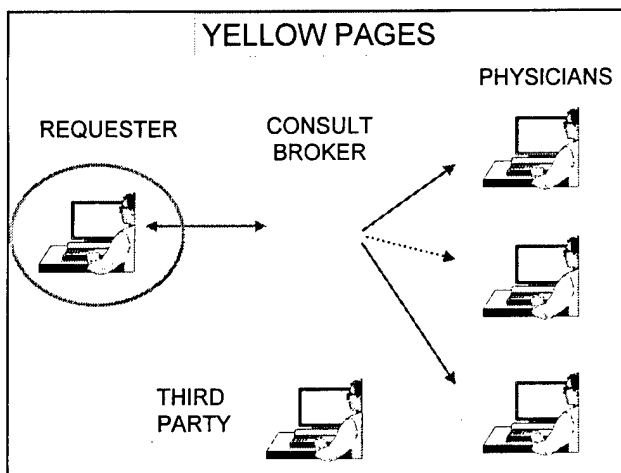 YELLOW PAGES
PHYSICIANS
REQUESTER
CONSULT
BROKER
THIRD
PARTY